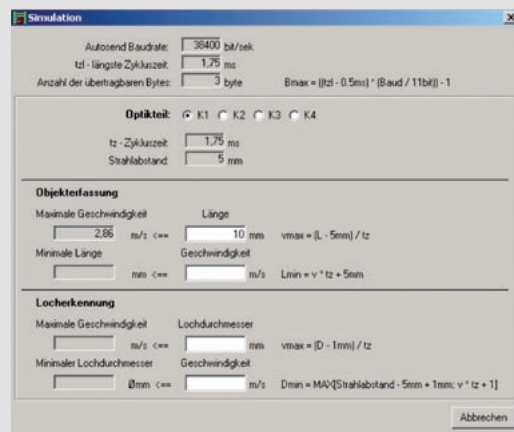 Simulation
Autosend Baudrate: 38400 bit/sek
tzl - längste Zykluszeit: 1,75 ms
Anzahl der übertragbaren Bytes: 3 byte Bmax = ((tzl - 0.5ms) * (Baud / 11bit)) - 1
Optikteil: K1 K2 K3 K4
tz - Zykluszeit: 1,75 ms
Strahlabstand: 5 mm
Objekterfassung
Maximale Geschwindigkeit Länge
2,86 m/s <== 10 mm vmax = (L - 5mm) / tz
Minimale Länge Geschwindigkeit
mm <== m/s Lmin = v * tz + 5mm
Locherkennung
Maximale Geschwindigkeit Lochdurchmesser
m/s <== mm vmax = (D - 1mm) / tz
Minimaler Lochdurchmesser Geschwindigkeit
Ømm <== m/s Dmin = MAX[Strahlabstand - 5mm + 1mm; v * tz + 1]
Abbrechen